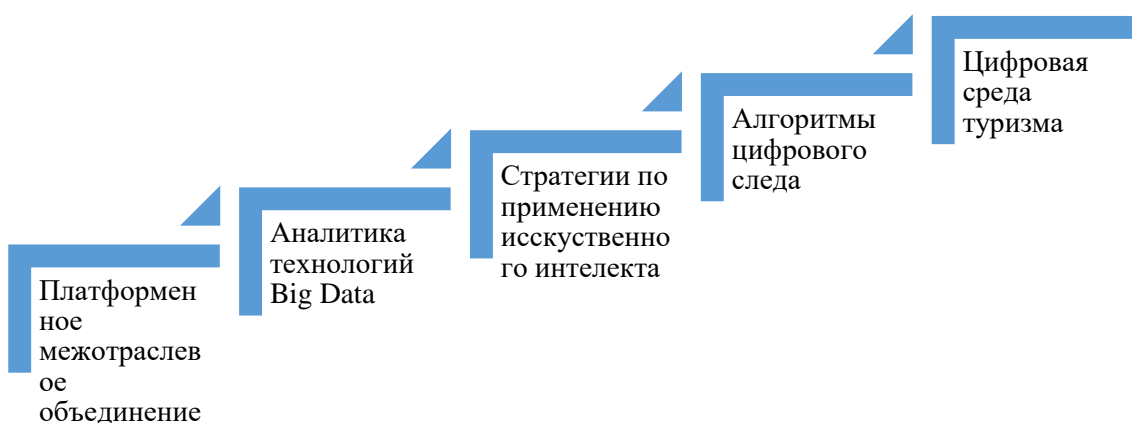 Платформен
ное
межотраслев
ое
объединение
Аналитика
технологий
Big Data
Стратегии по
применению
исскуственно
го интелекта
Алгоритмы
цифрового
следа
Цифровая
среда
туризма